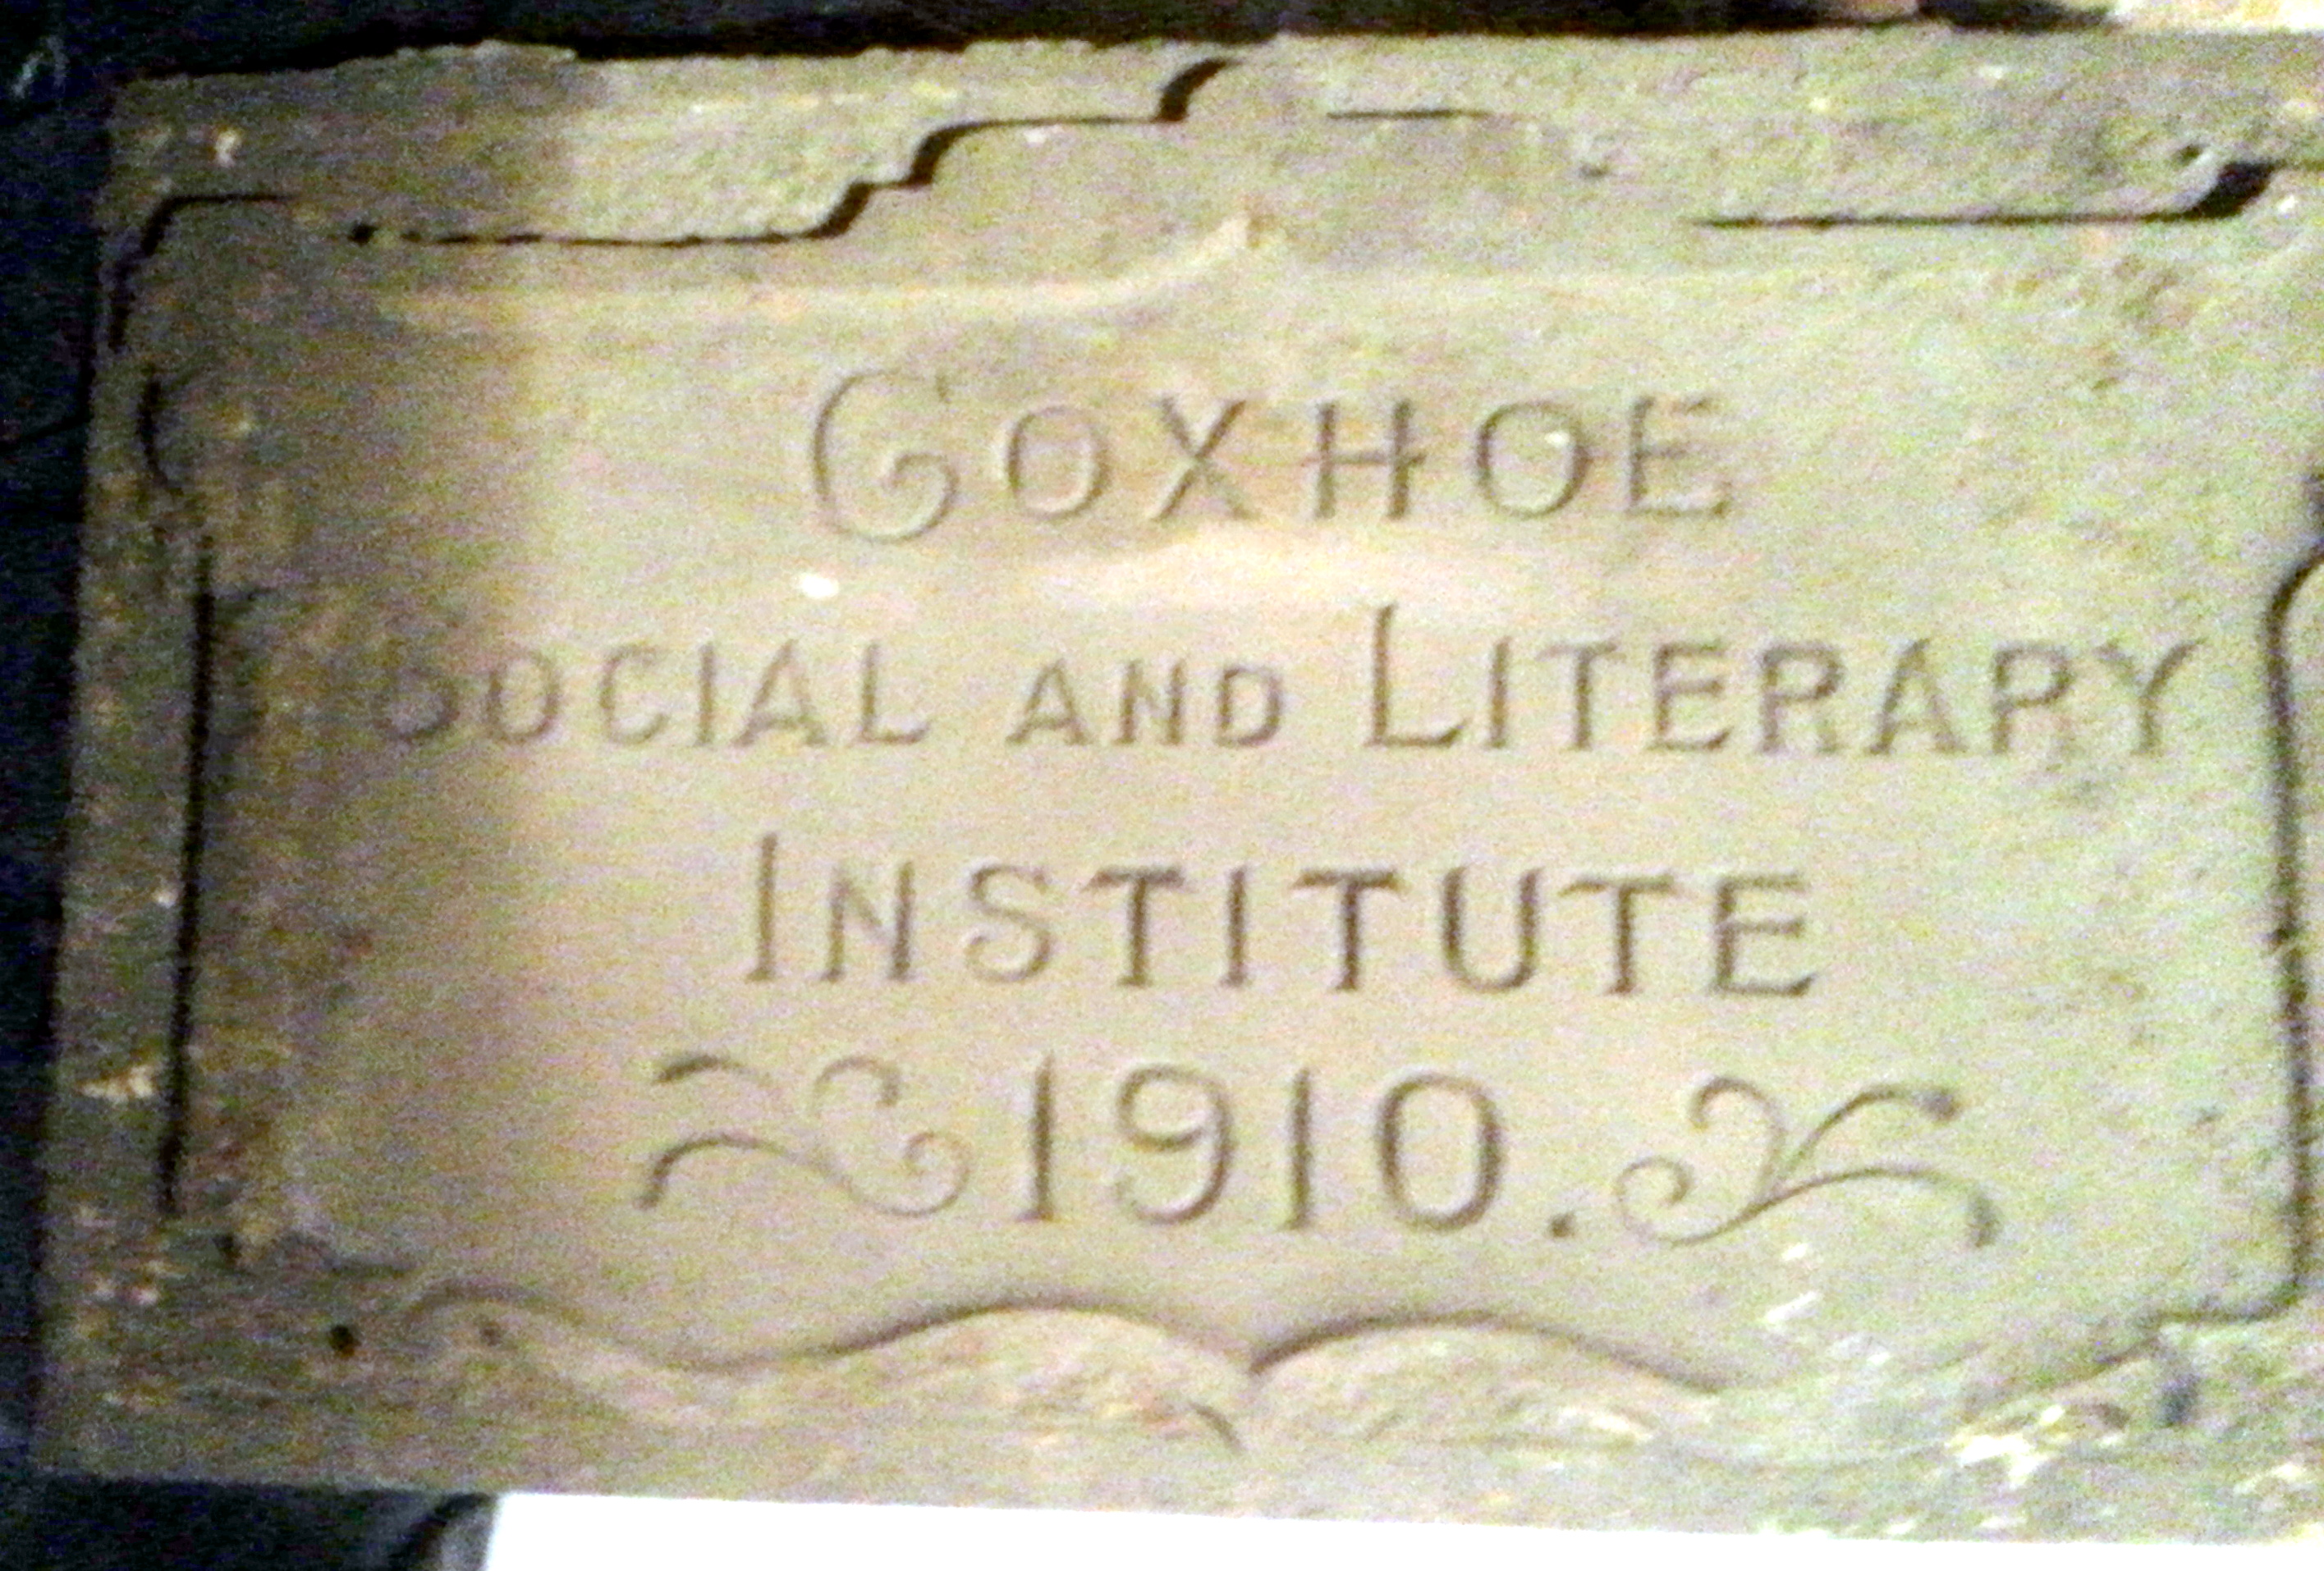 COXHOE
SOCIAL AND LITERARY
INSTITUTE
1910.